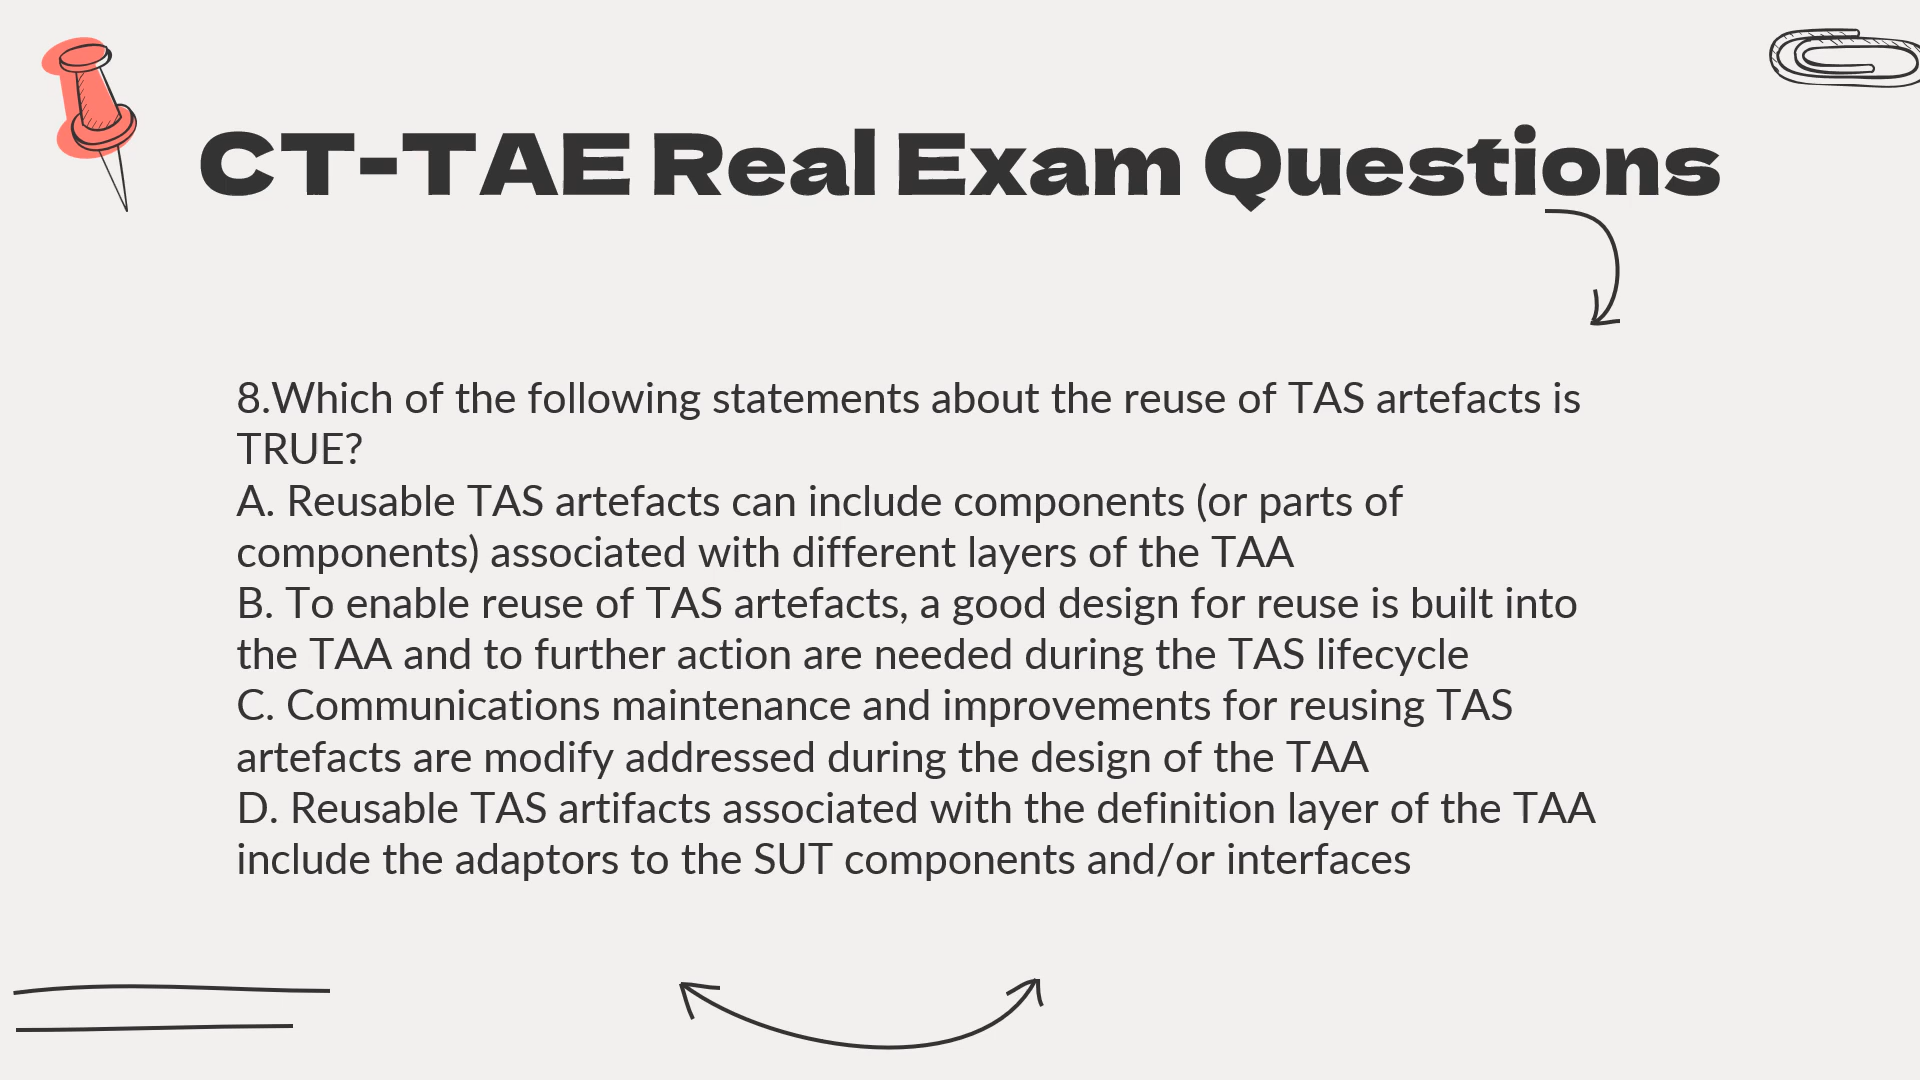 CT-TAE Real Exam Questions
8.Which of the following statements about the reuse of TAS artefacts is
TRUE?
A. Reusable TAS artefacts can include components (or parts of
components) associated with different layers of the TAA
B. To enable reuse of TAS artefacts, a good design for reuse is built into
the TAA and to further action are needed during the TAS lifecycle
C. Communications maintenance and improvements for reusing TAS
artefacts are modify addressed during the design of the TAA
D. Reusable TAS artifacts associated with the definition layer of the TAA
include the adaptors to the SUT components and/or interfaces